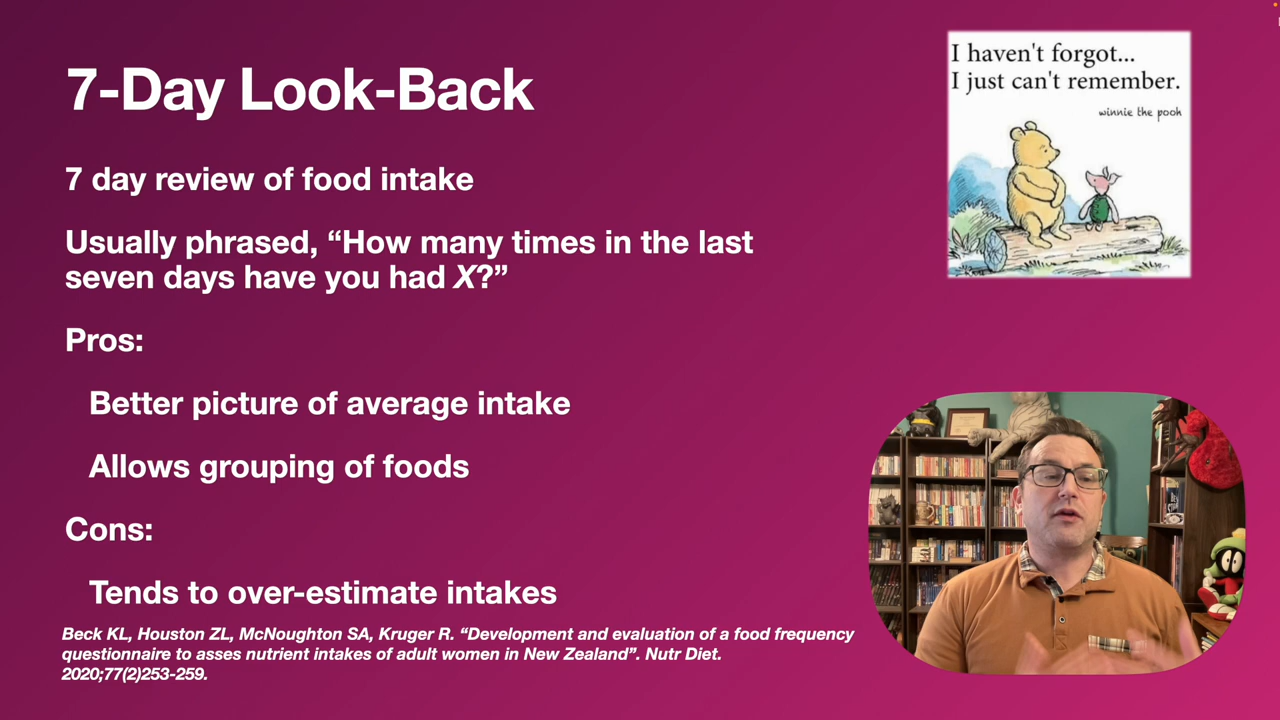 7-Day Look-Back
7 day review of food intake
Usually phrased, “How many times in the last
seven days have you had X?”
Pros:
Better picture of average intake
Allows grouping of foods
Cons:
Tends to over-estimate intakes
Beck KL, Houston ZL, McNoughton SA, Kruger R. “Development and evaluation of a food frequency
questionnaire to asses nutrient intakes of adult women in New Zealand”. Nutr Diet.
2020;77(2)253-259.
I haven't forgot...
I just can't remember.
winnie the pooh